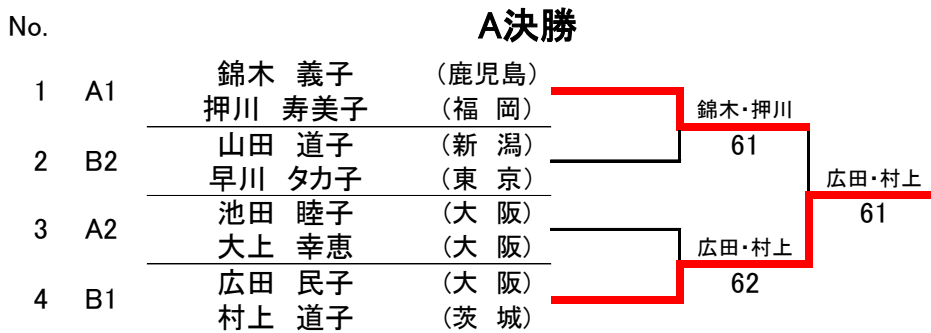 No.
A決勝
1 A1 錦木 義子 (鹿児島)
押川 寿美子 (福 岡)
2 B2 山田 道子 (新 潟)
早川 タカ子 (東 京)
3 A2 池田 睦子 (大 阪)
大上 幸恵 (大 阪)
4 B1 広田 民子 (大 阪)
村上 道子 (茨 城)
錦木・押川
61
広田・村上
62
広田・村上
61